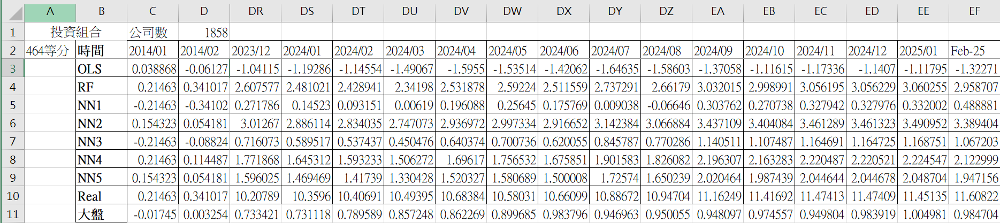 A B C D DR DS DT DU DV DW DX DY DZ EA EB EC ED EE EF
1 投資組合 公司數 1858
2 464等分 時間 2014/01 2014/02 2023/12 2024/01 2024/02 2024/03 2024/04 2024/05 2024/06 2024/07 2024/08 2024/09 2024/10 2024/11 2024/12 2025/01 Feb-25
3 OLS 0.038868 -0.06127 -1.04115 -1.19286 -1.14554 -1.49067 -1.5955 -1.53514 -1.42062 -1.64635 -1.58603 -1.37058 -1.11615 -1.17336 -1.1407 -1.11795 -1.32271
4 RF 0.21463 0.341017 2.607577 2.481021 2.428941 2.34198 2.531878 2.59224 2.511559 2.737291 2.66179 3.032015 2.998991 3.056195 3.056229 3.060255 2.958707
5 NN1 -0.21463 -0.34102 0.271786 0.14523 0.093151 0.00619 0.196088 0.25645 0.175769 0.009038 -0.06646 0.303762 0.270738 0.327942 0.327976 0.332002 0.488881
6 NN2 0.154323 0.054181 3.01267 2.886114 2.834035 2.747073 2.936972 2.997334 2.916652 3.142384 3.066884 3.437109 3.404084 3.461289 3.461323 3.490952 3.389404
7 NN3 -0.21463 -0.08824 0.716073 0.589517 0.537437 0.450476 0.640374 0.700736 0.620055 0.845787 0.770286 1.140511 1.107487 1.164691 1.164725 1.168751 1.067203
8 NN4 0.21463 0.114487 1.771868 1.645312 1.593233 1.506272 1.69617 1.756532 1.675851 1.901583 1.826082 2.196307 2.163283 2.220487 2.220521 2.224547 2.122999
9 NN5 0.154323 0.054181 1.596025 1.469469 1.41739 1.330428 1.520327 1.580689 1.500008 1.72574 1.650239 2.020464 1.987439 2.044644 2.044678 2.048704 1.947156
10 Real 0.21463 0.341017 10.20789 10.3596 10.40691 10.49395 10.68384 10.58031 10.66099 10.88672 10.94704 11.16249 11.41692 11.47413 11.47409 11.45135 11.60822
11 大盤 -0.01745 0.003254 0.733421 0.731118 0.789589 0.857248 0.862269 0.899685 0.983796 0.946963 0.950055 0.948097 0.974557 0.949804 0.983919 1.004981 0.984704